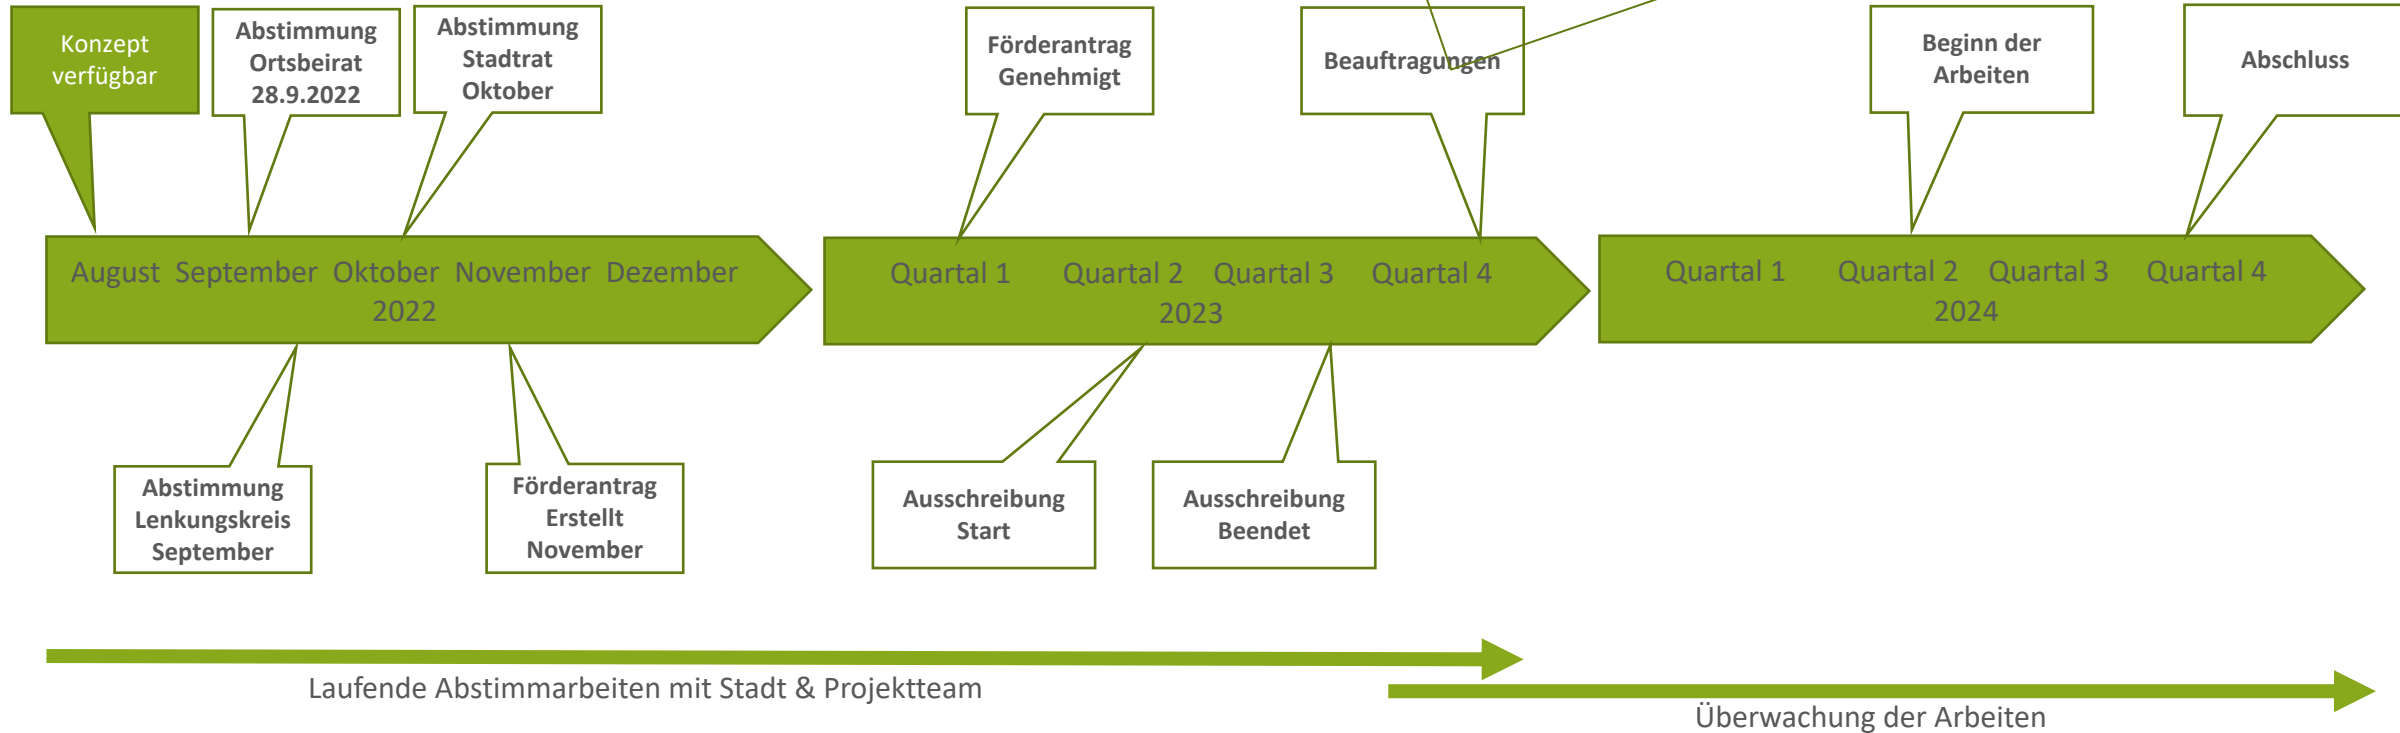 Konzept
verfügbar
Abstimmung
Ortsbeirat
28.9.2022
Abstimmung
Stadtrat
Oktober
Förderantrag
Genehmigt
Beauftragungen
Beginn der
Arbeiten
Abschluss
August September Oktober November Dezember
2022
Quartal 1 Quartal 2 Quartal 3 Quartal 4
2023
Quartal 1 Quartal 2 Quartal 3 Quartal 4
2024
Abstimmung
Lenkungskreis
September
Förderantrag
Erstellt
November
Ausschreibung
Start
Ausschreibung
Beendet
Laufende Abstimmarbeiten mit Stadt & Projektteam
Überwachung der Arbeiten